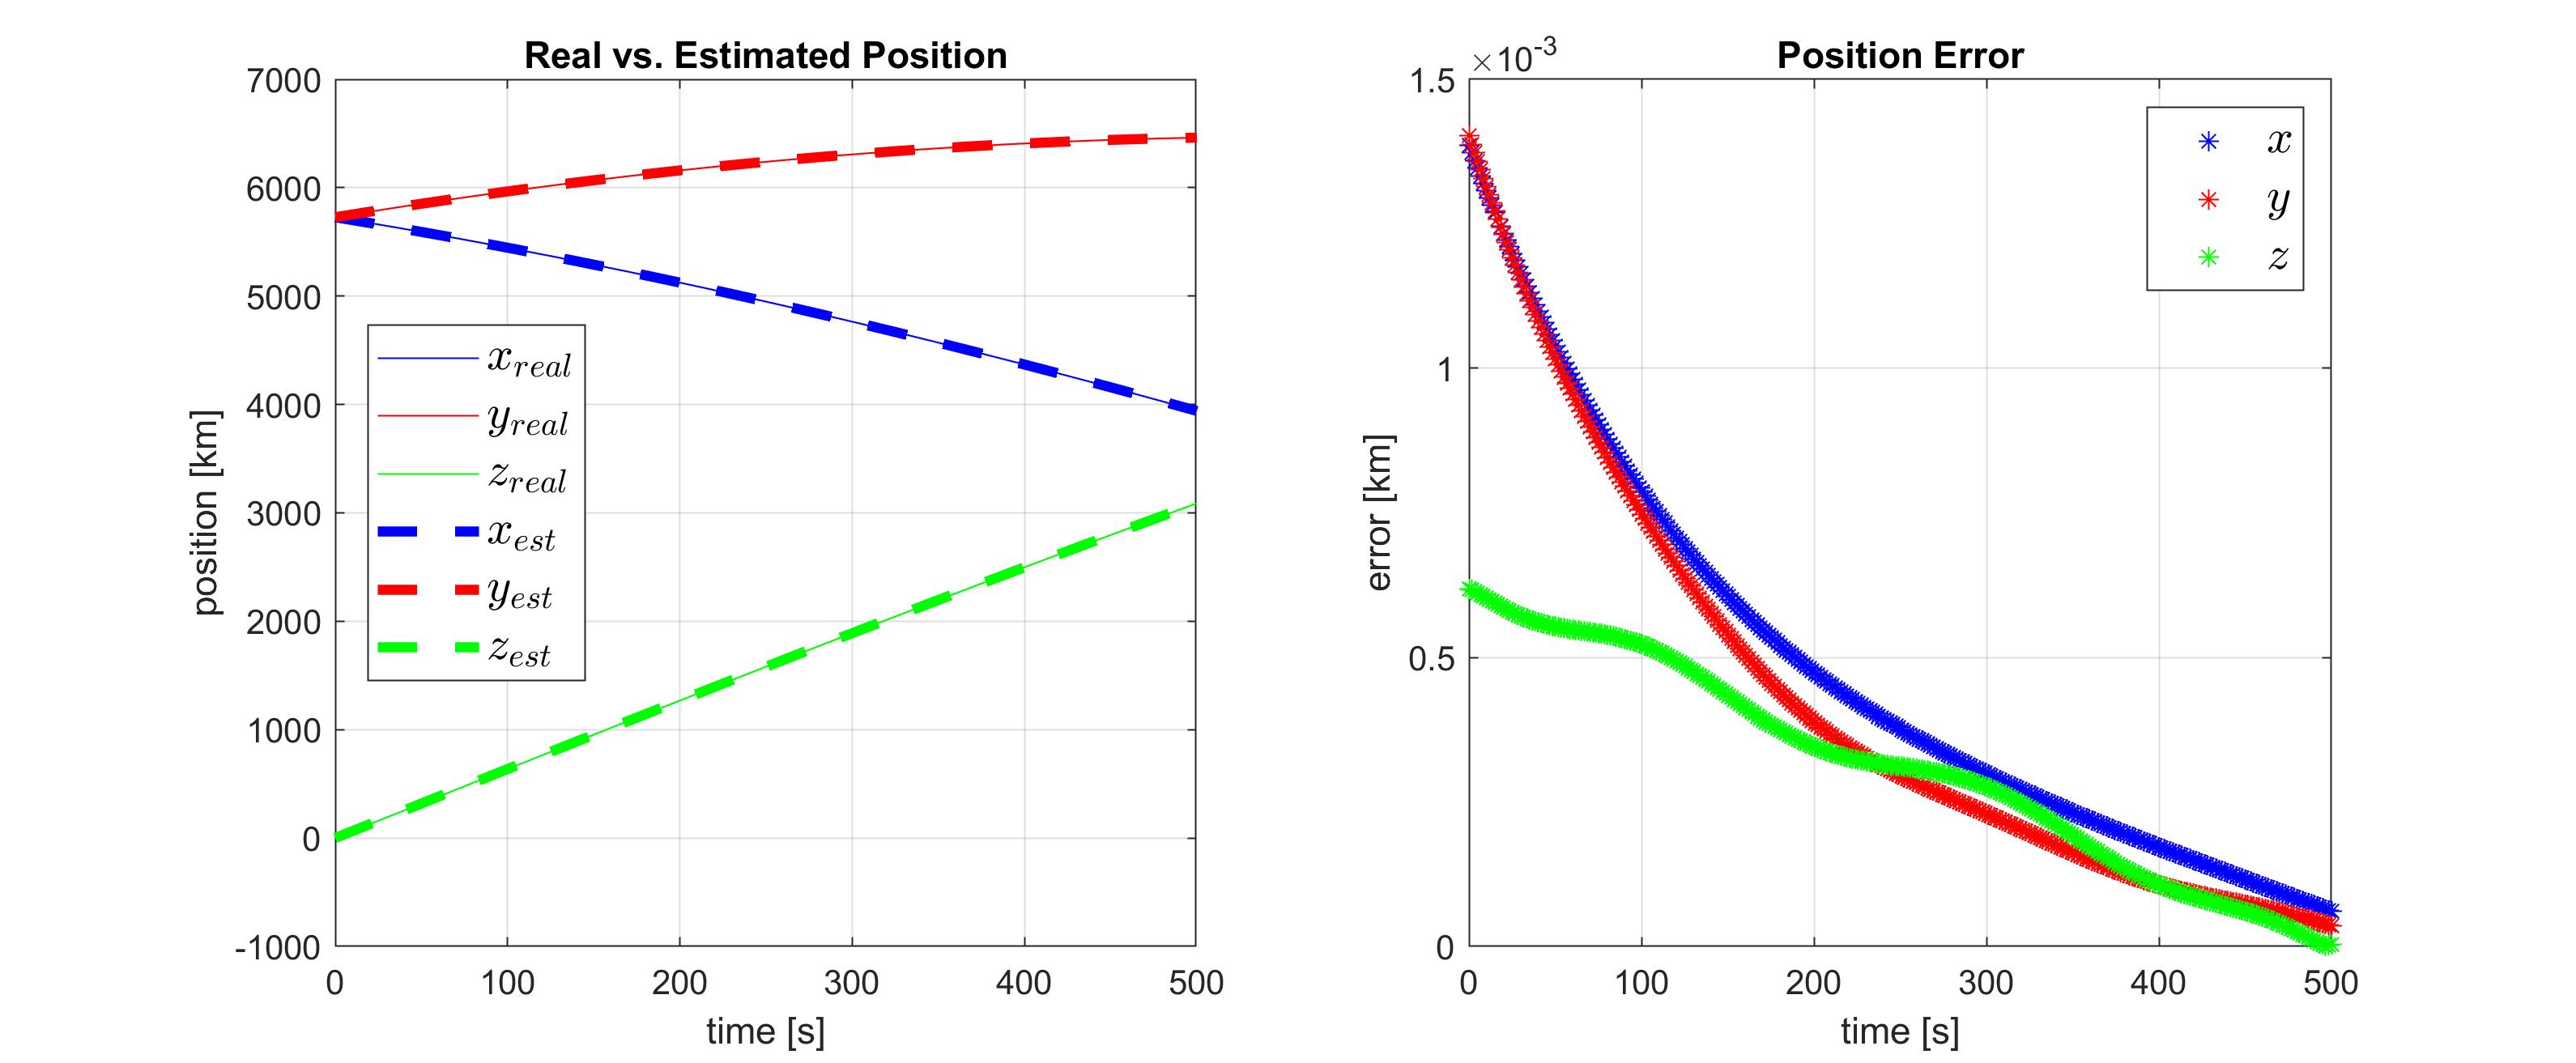 Real vs. Estimated Position
7000
6000
5000
4000
3000
2000
1000
0
-1000
position [km]
x_real
y_real
z_real
x_est
y_est
z_est
0 100 200 300 400 500
time [s]
Position Error
×10^-3
1.5
1
0.5
0
error [km]
x
y
z
0 100 200 300 400 500
time [s]